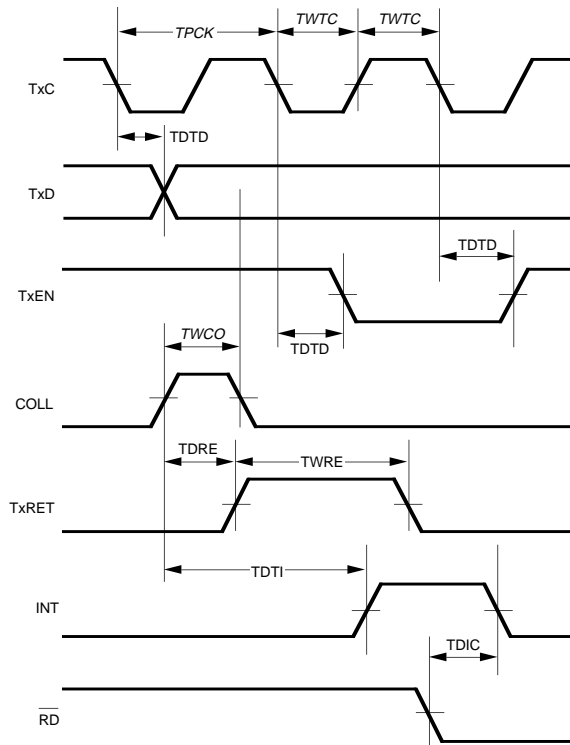 TPCK TWTC TWTC
TxC
TDTD
TxD
TDTD
TxEN
TWCO TDTD
COLL
TDRE TWRE
TxRET
TDTI
INT
TDIC
RD